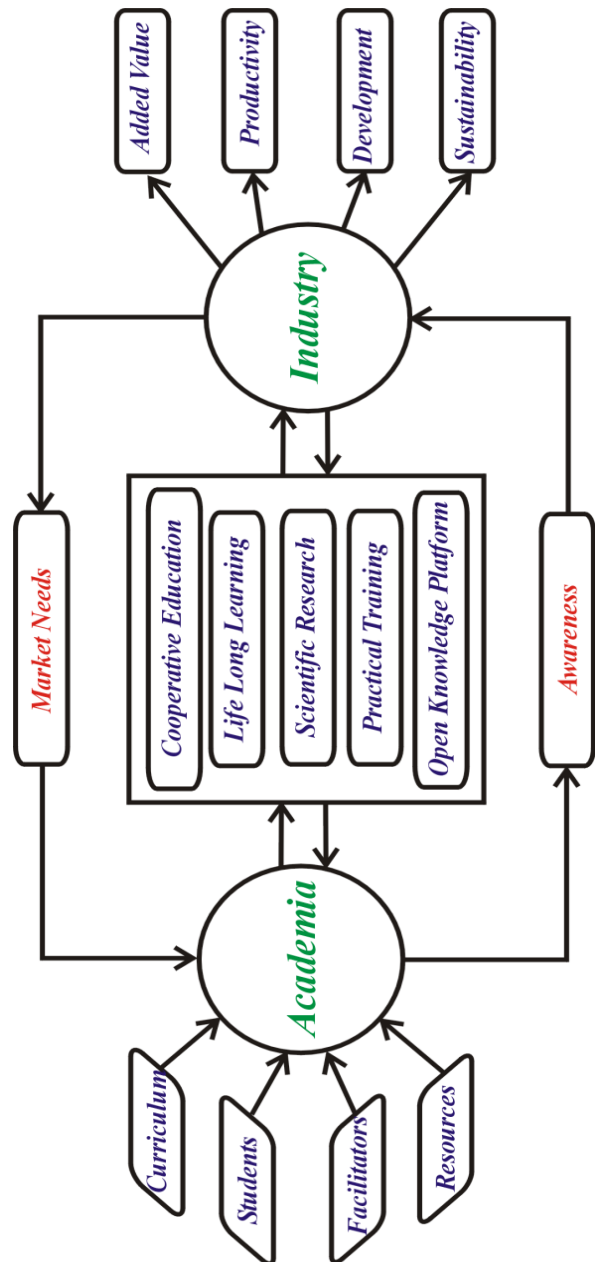 Market Needs
Curriculum
Students
Facilitators
Resources
Academia
Cooperative Education
Life Long Learning
Scientific Research
Practical Training
Open Knowledge Platform
Industry
Added Value
Productivity
Development
Sustainability
Awareness